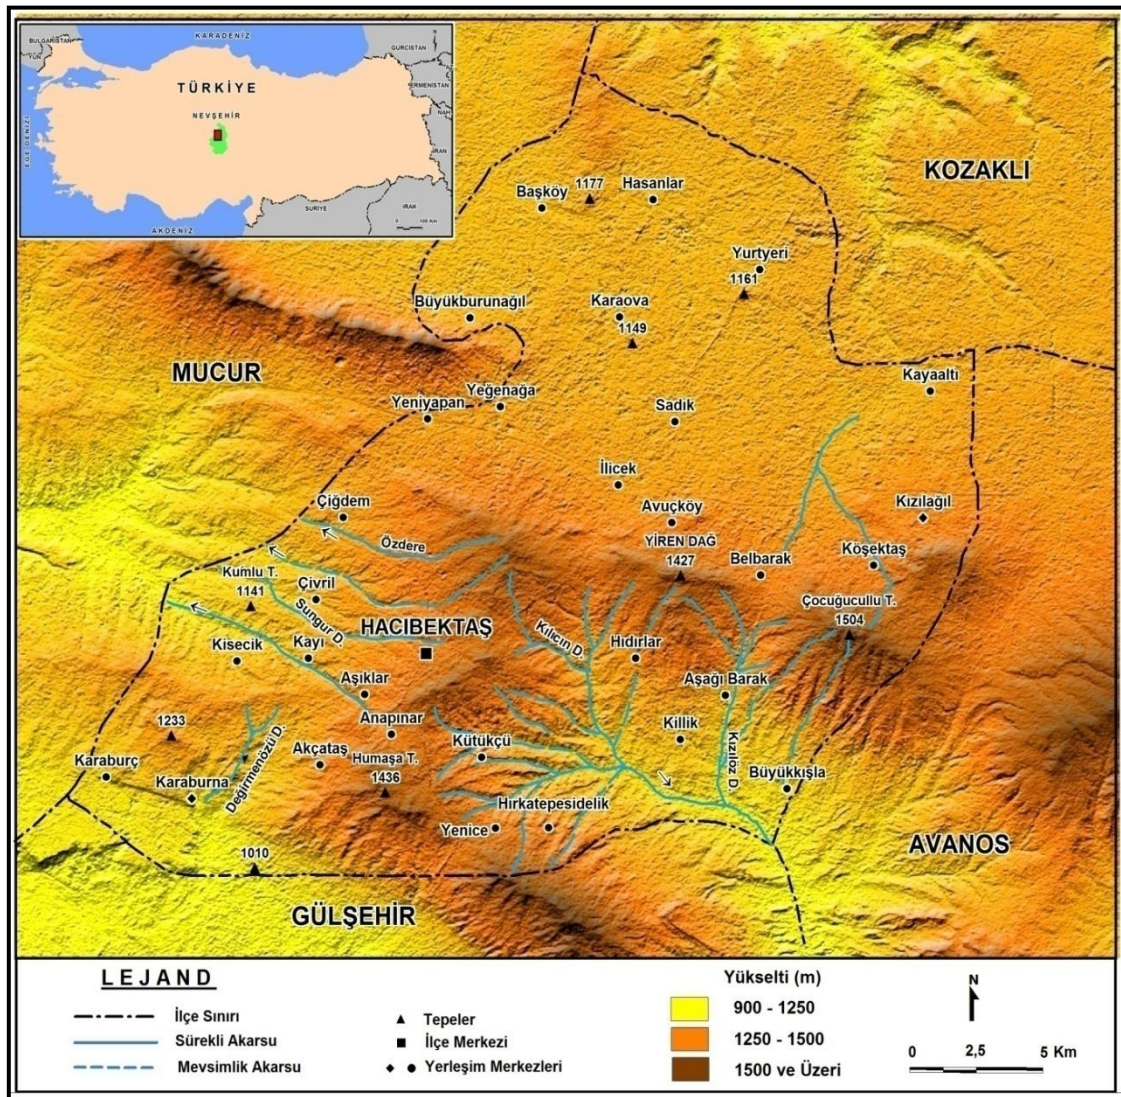 KARADENİZ
BULGARİSTAN
YUN.
GÜRCİSTAN
ERMENİSTAN
NAH.
TÜRKİYE
NEVŞEHİR
EGE DENİZİ
İRAN
SURİYE
IRAK
AKDENİZ
0 100 Km
KOZAKLI
1177
Hasanlar
Başköy
Yurtyeri
1161
Büyükburunağıl
Karaova
1149
MUCUR
Kayaaltı
Yeğenağa
Yeniyapan
Sadık
İlicek
Çiğdem
Avuçköy
Kızılağıl
Özdere
YİREN DAĞ
1427
Belbarak
Köşektaş
Kumlu T.
1141
Çivril
Çocuğucullu T.
1504
Sungur D.
HACIBEKTAŞ
Kılıcın D.
Hıdırlar
Kisecik
Kayı
Aşıklar
Aşağı Barak
1233
Anapınar
Killik
Kütükçü
Kızılöz D.
Karaburç
Akçataş
Humaşa T.
1436
Büyükkışla
Karaburna
Değirmenözü D.
Hırkatepesidelik
Yenice
1010
AVANOS
GÜLŞEHİR
LEJAND
İlçe Sınırı
Sürekli Akarsu
Mevsimlik Akarsu
Tepeler
İlçe Merkezi
Yerleşim Merkezleri
Yükselti (m)
900 - 1250
1250 - 1500
1500 ve Üzeri
N
0 2,5 5 Km